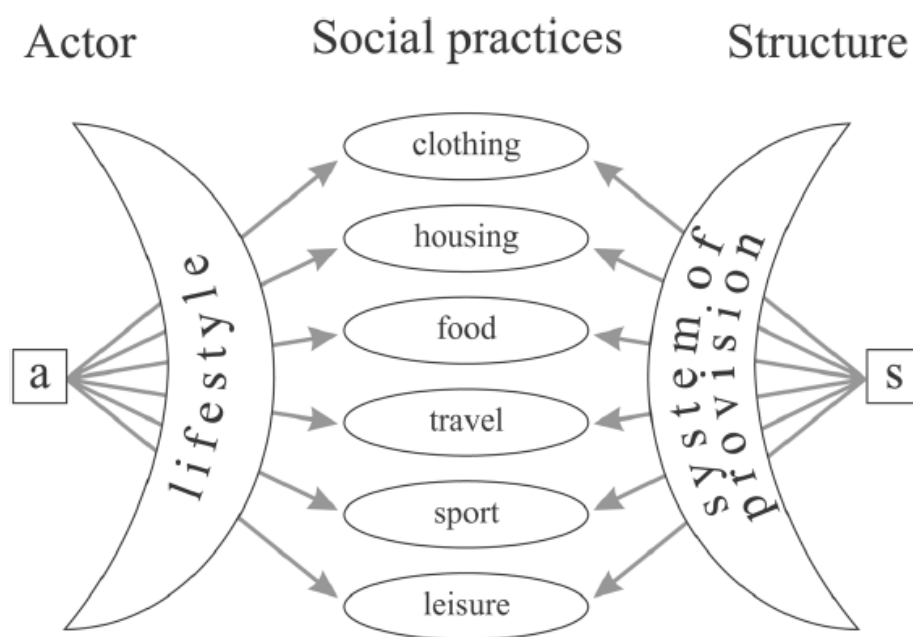 Actor
Social practices
Structure
clothing
housing
food
travel
sport
leisure
a
lifestyle
system of
provision
s